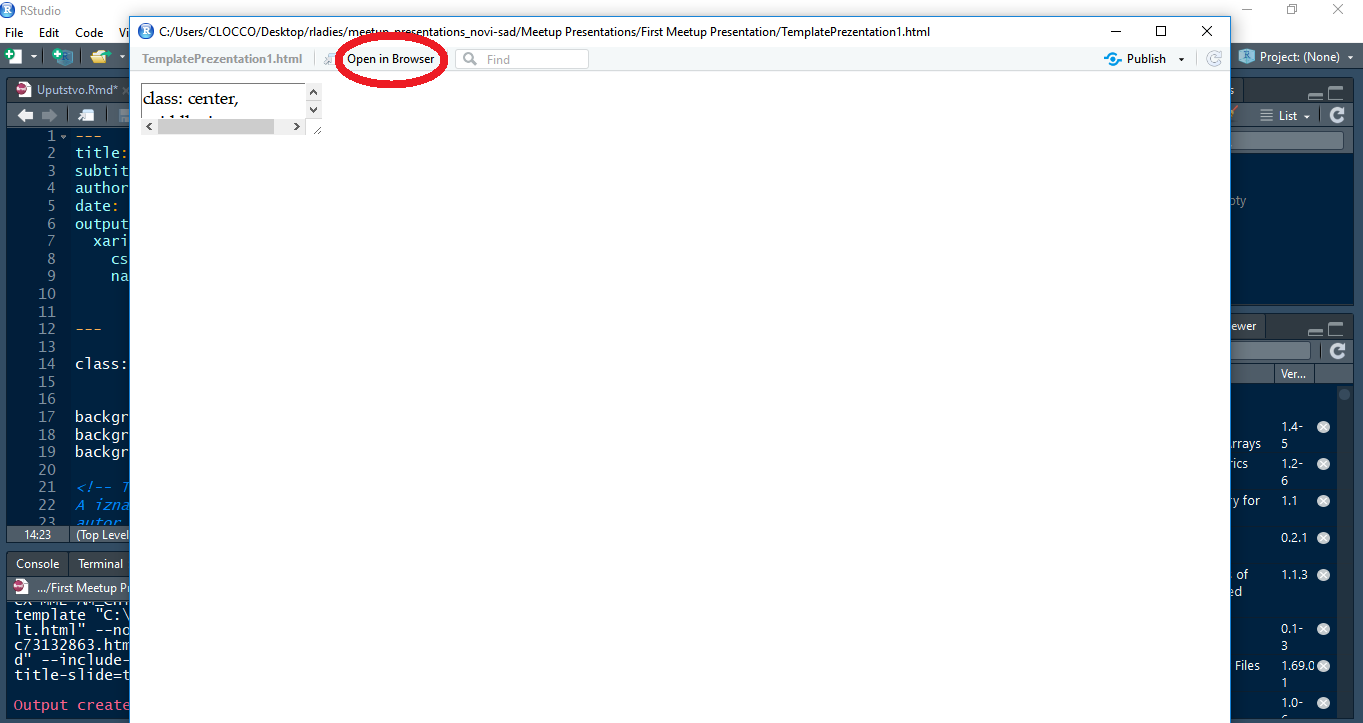 RStudio
File Edit Code Vi
C:/Users/CLOCCO/Desktop/rladies/meetup_presentations_novi-sad/Meetup Presentations/First Meetup Presentation/TemplatePrezentation1.html
TemplatePrezentation1.html Open in Browser Find Publish
Project: (None)
class: center,
Uputstvo.Rmd*
List
1 ---
2 title:
3 subtit
4 author
5 date:
6 output
7 xari
8 cs
9 na
10
11
12 ---
13
14 class:
15
16
17 backgr
18 backgr
19 backgr
20
21 <!-- T
22 A izna
23 autor
14:23 (Top Level
pty
ewer
Ver...
1.4-
rrays 5
rics 1.2-
6
y for 1.1
0.2.1
of 1.1.3
ed
0.1-
3
Files 1.69.0
1
1.0-
Console Terminal
.../First Meetup Pr
template "C:\
lt.html" --no
c73132863.htm
d" --include-
title-slide=t
Output create